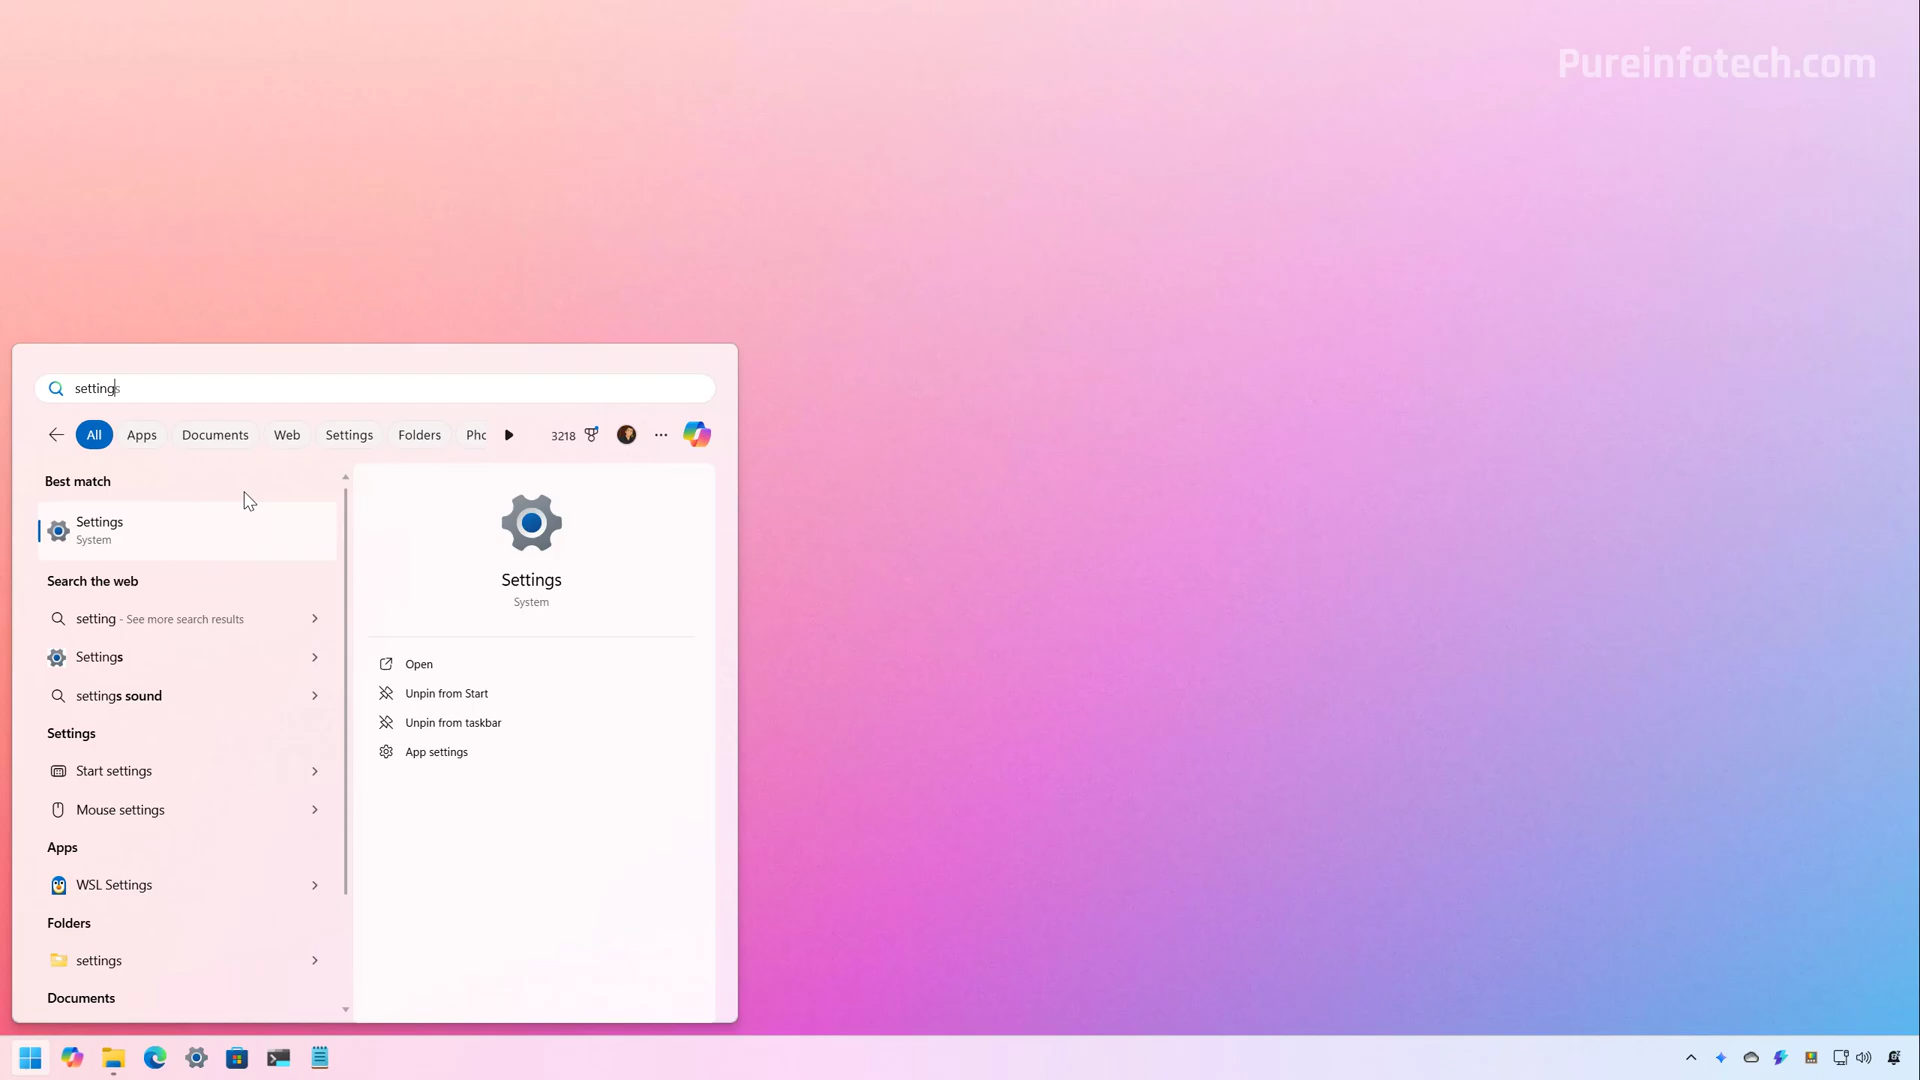 Pureinfotech.com
settings
All Apps Documents Web Settings Folders Phc 3218
Best match
Settings
System
Search the web
setting - See more search results
Settings
settings sound
Settings
Start settings
Mouse settings
Apps
WSL Settings
Folders
settings
Documents
Settings
System
Open
Unpin from Start
Unpin from taskbar
App settings